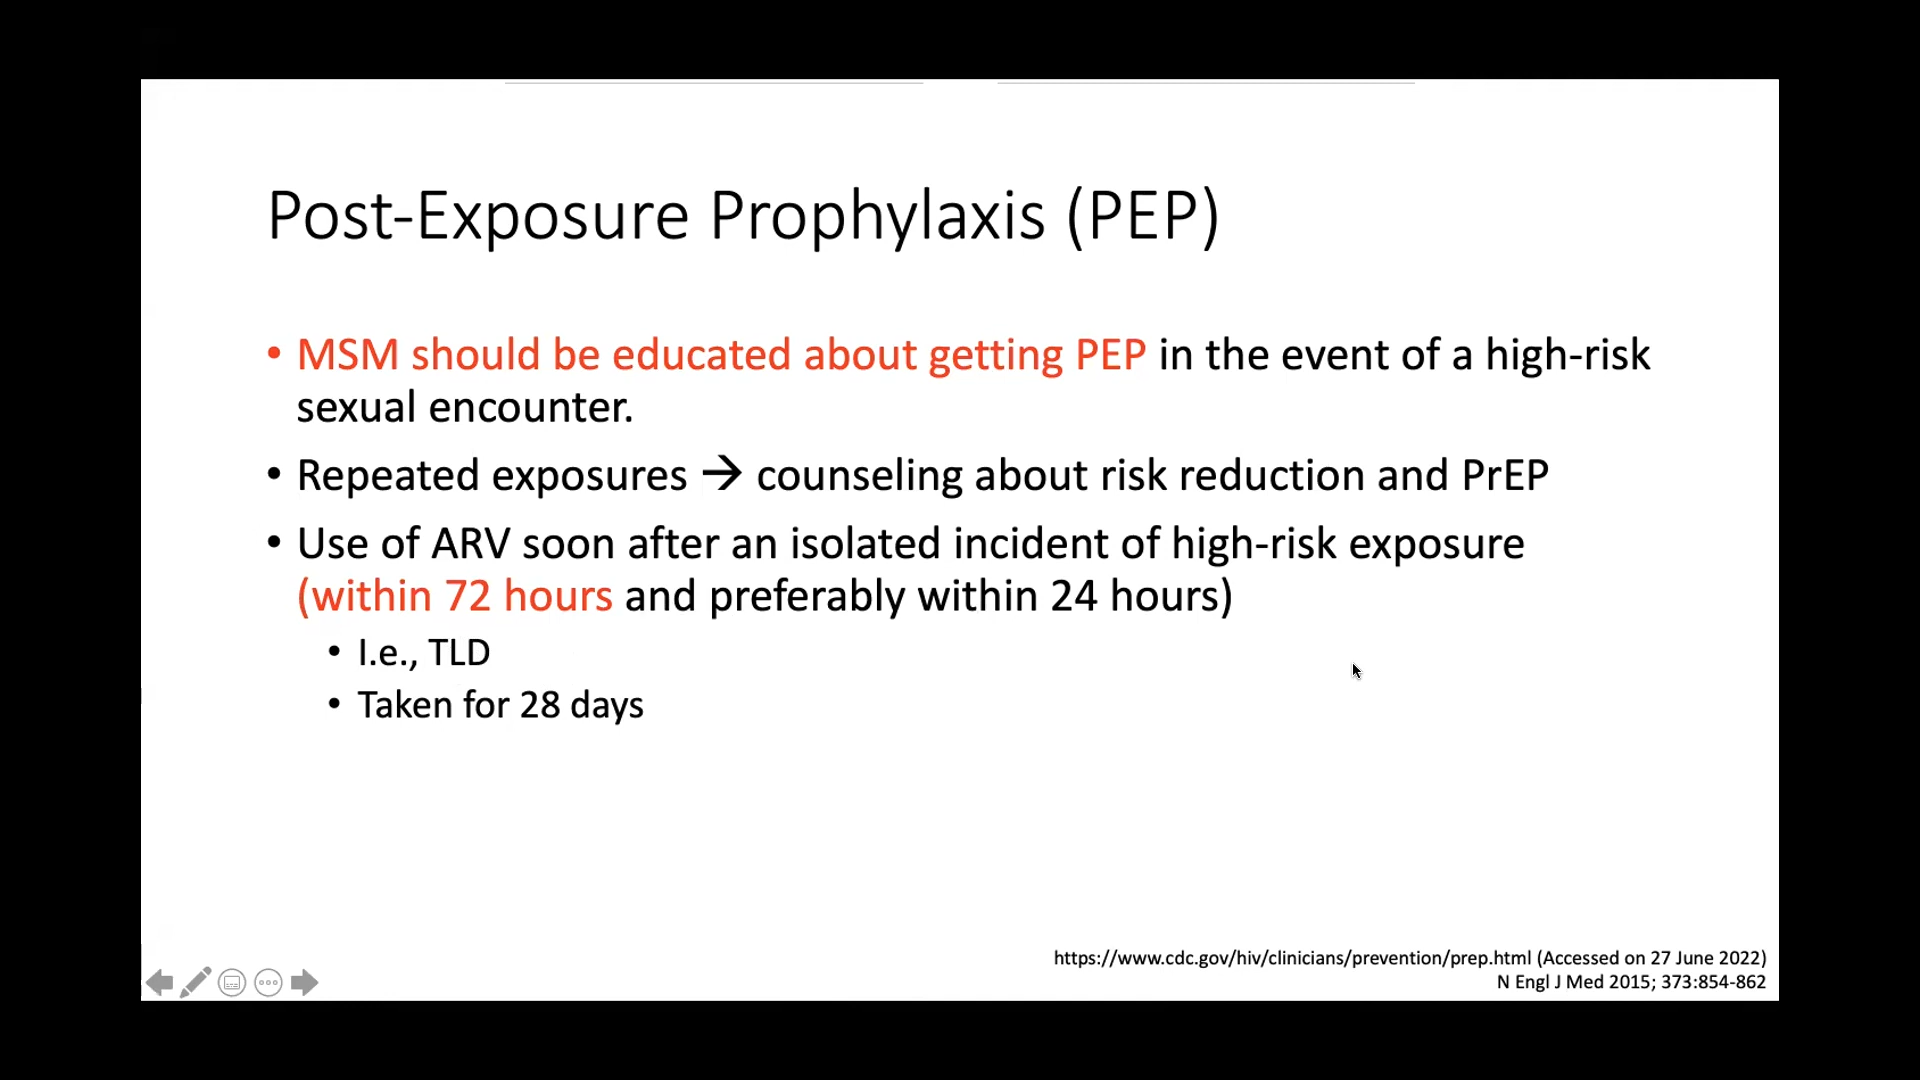 Post-Exposure Prophylaxis (PEP)
• MSM should be educated about getting PEP in the event of a high-risk
sexual encounter.
• Repeated exposures → counseling about risk reduction and PrEP
• Use of ARV soon after an isolated incident of high-risk exposure
(within 72 hours and preferably within 24 hours)
• I.e., TLD
• Taken for 28 days
https://www.cdc.gov/hiv/clinicians/prevention/prep.html (Accessed on 27 June 2022)
N Engl J Med 2015; 373:854-862